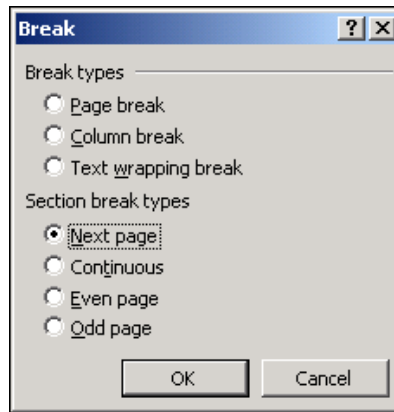 Break
Break types
Page break
Column break
Text wrapping break
Section break types
Next page
Continuous
Even page
Odd page
OK Cancel